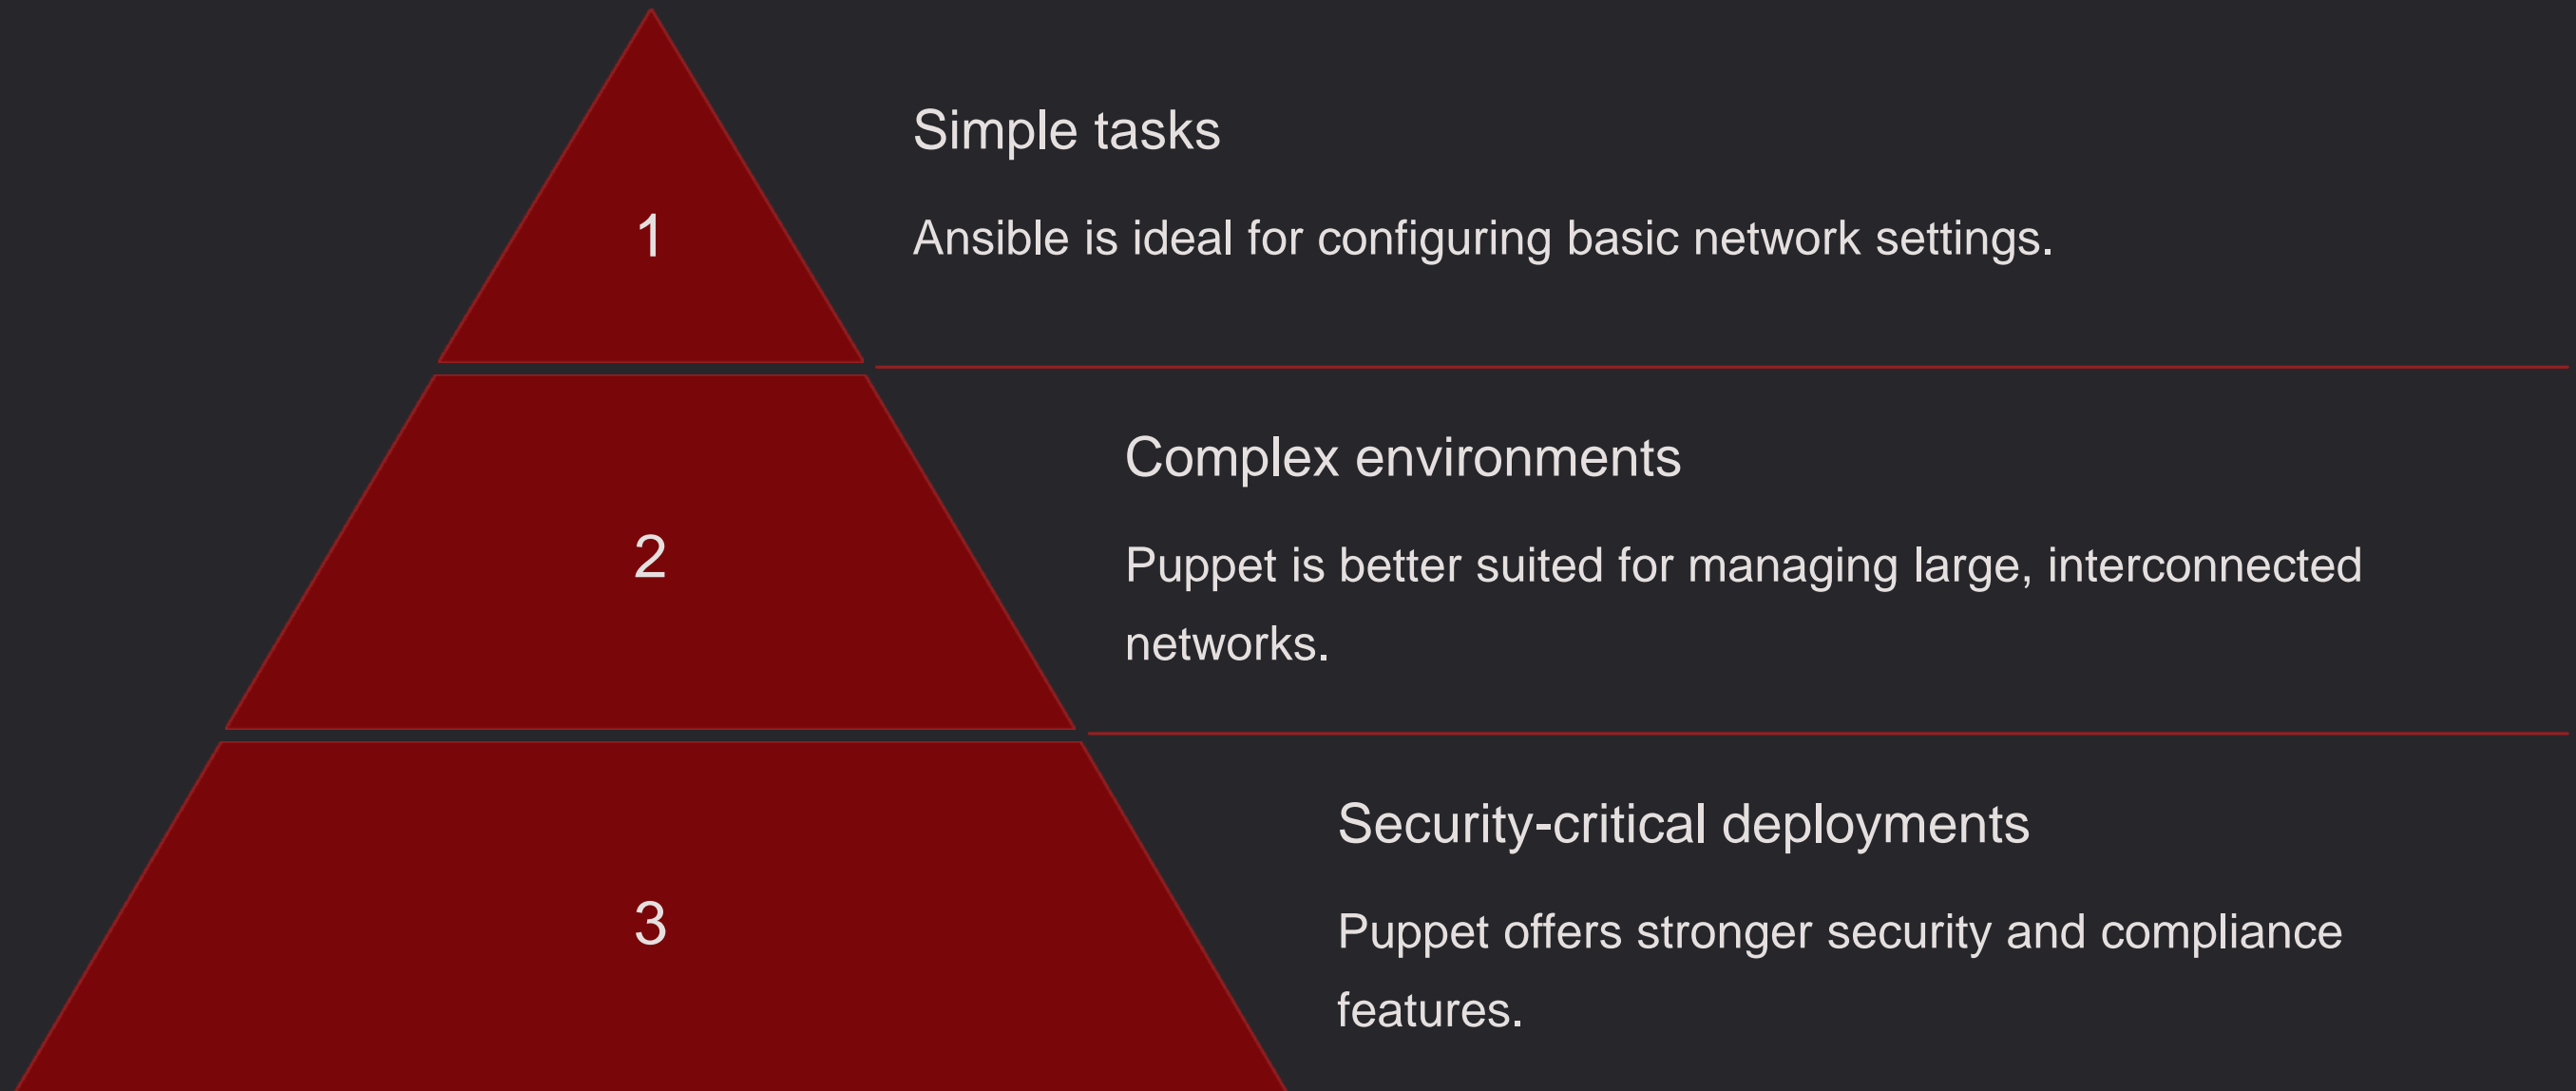 1
Simple tasks
Ansible is ideal for configuring basic network settings.
2
Complex environments
Puppet is better suited for managing large, interconnected
networks.
3
Security-critical deployments
Puppet offers stronger security and compliance
features.